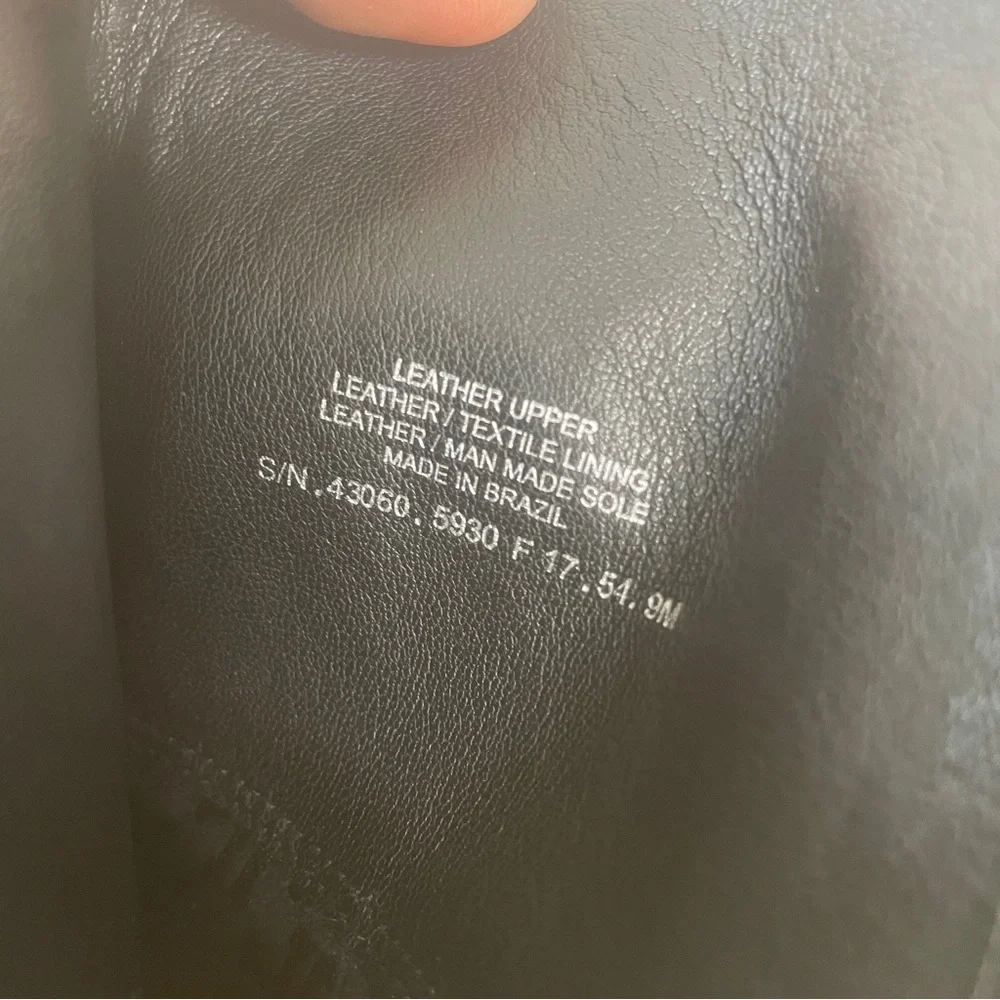 LEATHER UPPER
LEATHER / TEXTILE LINING
LEATHER / MAN MADE SOLE
MADE IN BRAZIL
S/N.43060.5930 F 17.54.9M